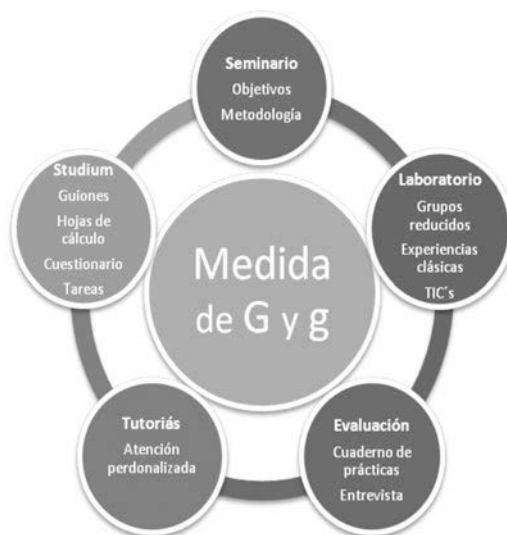 Seminario
Objetivos
Metodología
Laboratorio
Grupos
reducidos
Experiencias
clásicas
TIC´s
Evaluación
Cuaderno de
prácticas
Entrevista
Tutoriás
Atención
perdonalizada
Studium
Guiones
Hojas de
cálculo
Cuestionario
Tareas
Medida
de G y g